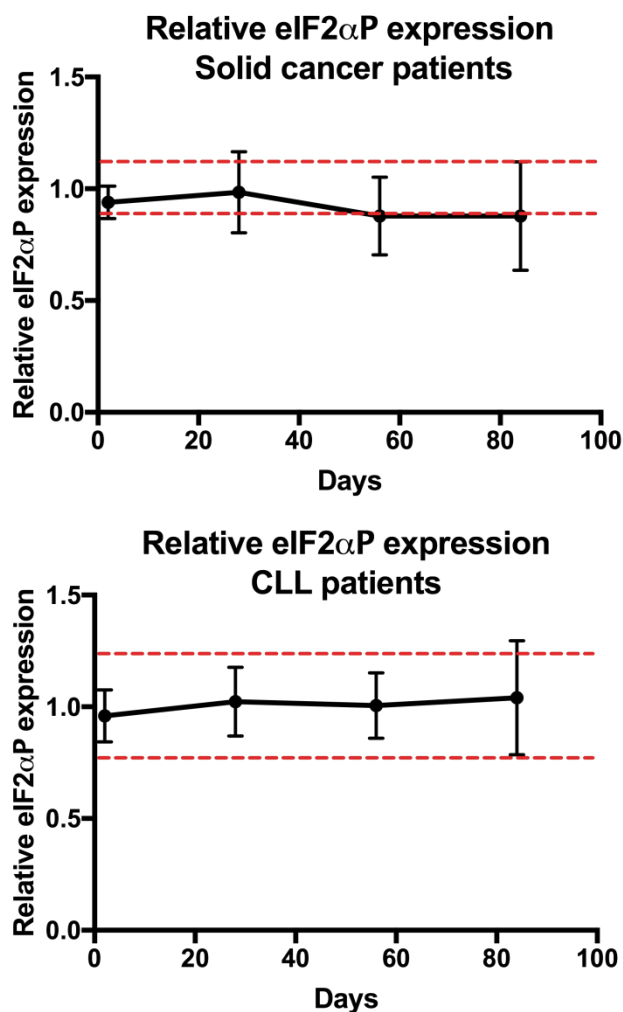 Relative eIF2αP expression
Solid cancer patients
Relative eIF2αP expression
1.5
1.0
0.5
0.0
0 20 40 60 80 100
Days
Relative eIF2αP expression
CLL patients
Relative eIF2αP expression
1.5
1.0
0.5
0.0
0 20 40 60 80 100
Days